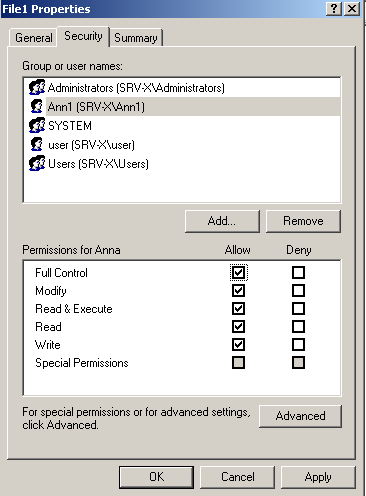 File1 Properties
General
Security
Summary
Group or user names:
Administrators (SRV-X\Administrators)
Ann1 (SRV-X\Ann1)
SYSTEM
user (SRV-X\user)
Users (SRV-X\Users)
Add...
Remove
Permissions for Anna
Allow
Deny
Full Control
Modify
Read & Execute
Read
Write
Special Permissions
For special permissions or for advanced settings,
click Advanced.
Advanced
OK
Cancel
Apply